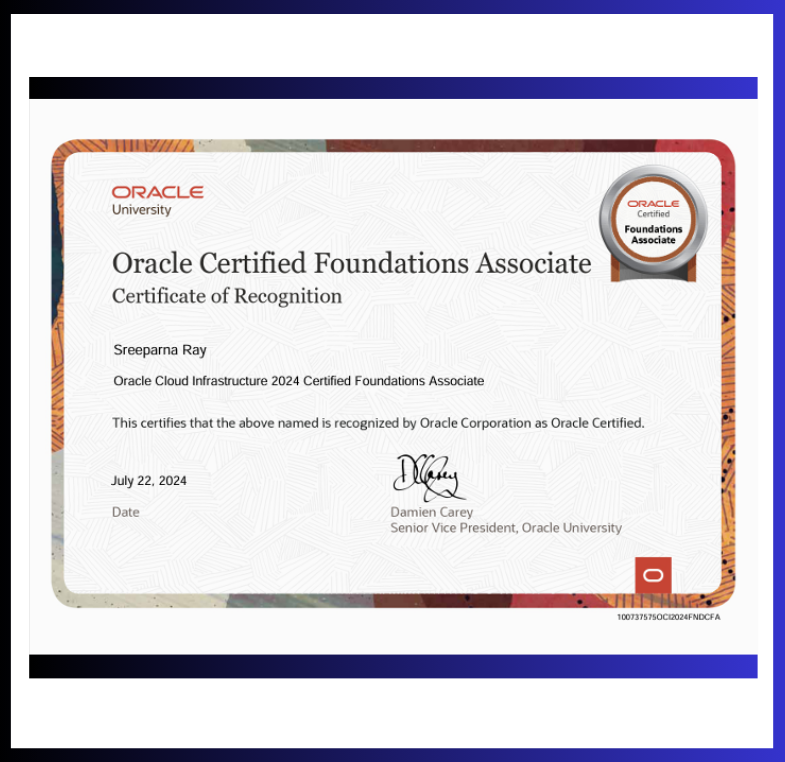 ORACLE
University
ORACLE
Certified
Foundations
Associate
Oracle Certified Foundations Associate
Certificate of Recognition
Sreeparna Ray
Oracle Cloud Infrastructure 2024 Certified Foundations Associate
This certifies that the above named is recognized by Oracle Corporation as Oracle Certified.
July 22, 2024
Date
DCarey
Damien Carey
Senior Vice President, Oracle University
100737575OCI2024FNDCFA